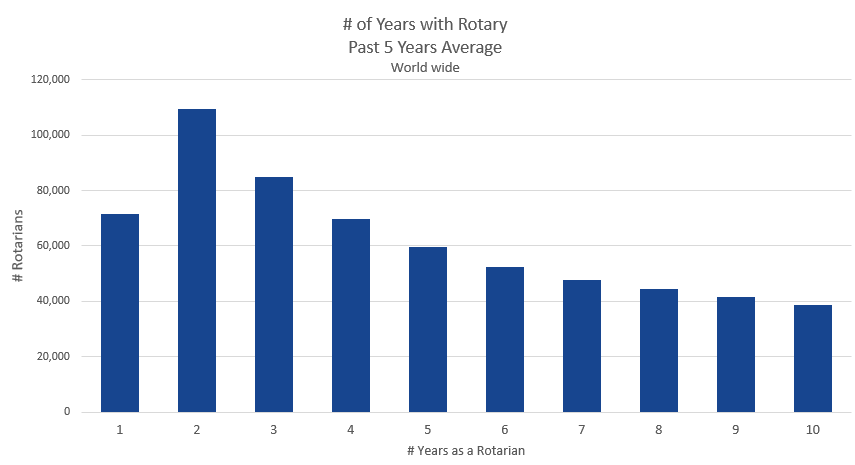 # of Years with Rotary
Past 5 Years Average
World wide
120,000
100,000
80,000
60,000
40,000
20,000
0
# Rotarians
1 2 3 4 5 6 7 8 9 10
# Years as a Rotarian